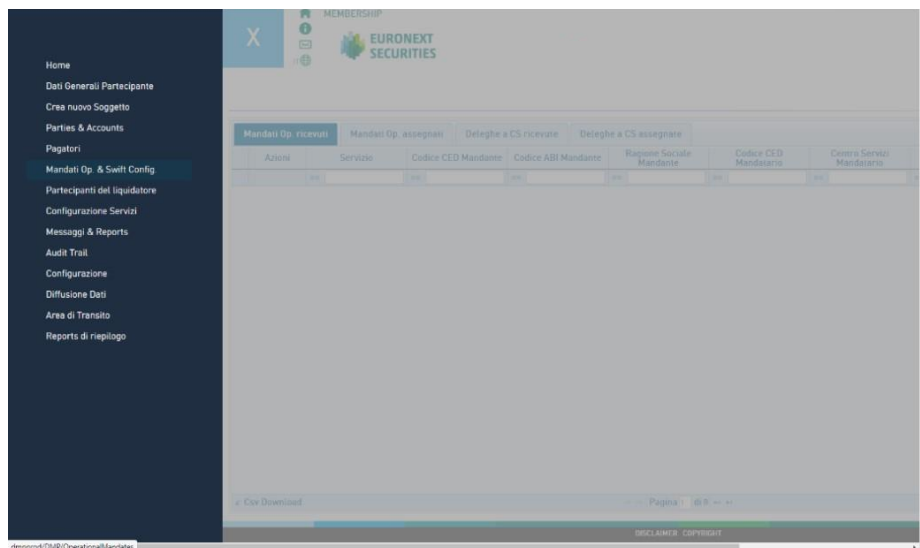 MEMBERSHIP
X
EURONEXT
SECURITIES
Home
Dati Generali Partecipante
Crea nuovo Soggetto
Parties & Accounts
Pagatori
Mandati Op. & Swift Config.
Partecipanti del liquidatore
Configurazione Servizi
Messaggi & Reports
Audit Trail
Configurazione
Diffusione Dati
Area di Transito
Reports di riepilogo
Mandati Op. ricevuti Mandati Op. assegnati Deleghe a CS ricevute Deleghe a CS assegnate
Azioni Servizio Codice CED Mandante Codice ABI Mandante Ragione Sociale Mandante Codice CED Mandatario Centro Servizi Mandatario
Csv Download
Pagina di
DISCLAIMER COPYRIGHT
/DMP/OperationalMandates